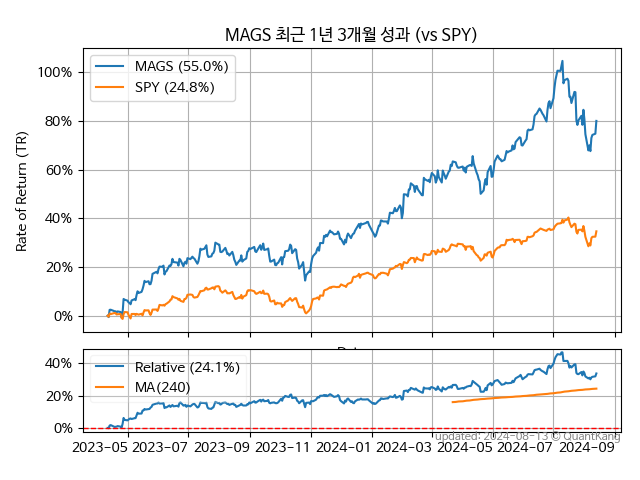 MAGS 최근 1년 3개월 성과 (vs SPY)
Rate of Return (TR)
100%
80%
60%
40%
20%
0%
MAGS (55.0%)
SPY (24.8%)
40%
20%
0%
Relative (24.1%)
MA(240)
2023-05 2023-07 2023-09 2023-11 2024-01 2024-03 2024-05 2024-07 2024-09
updated: 2024-08-13 © QuantKang